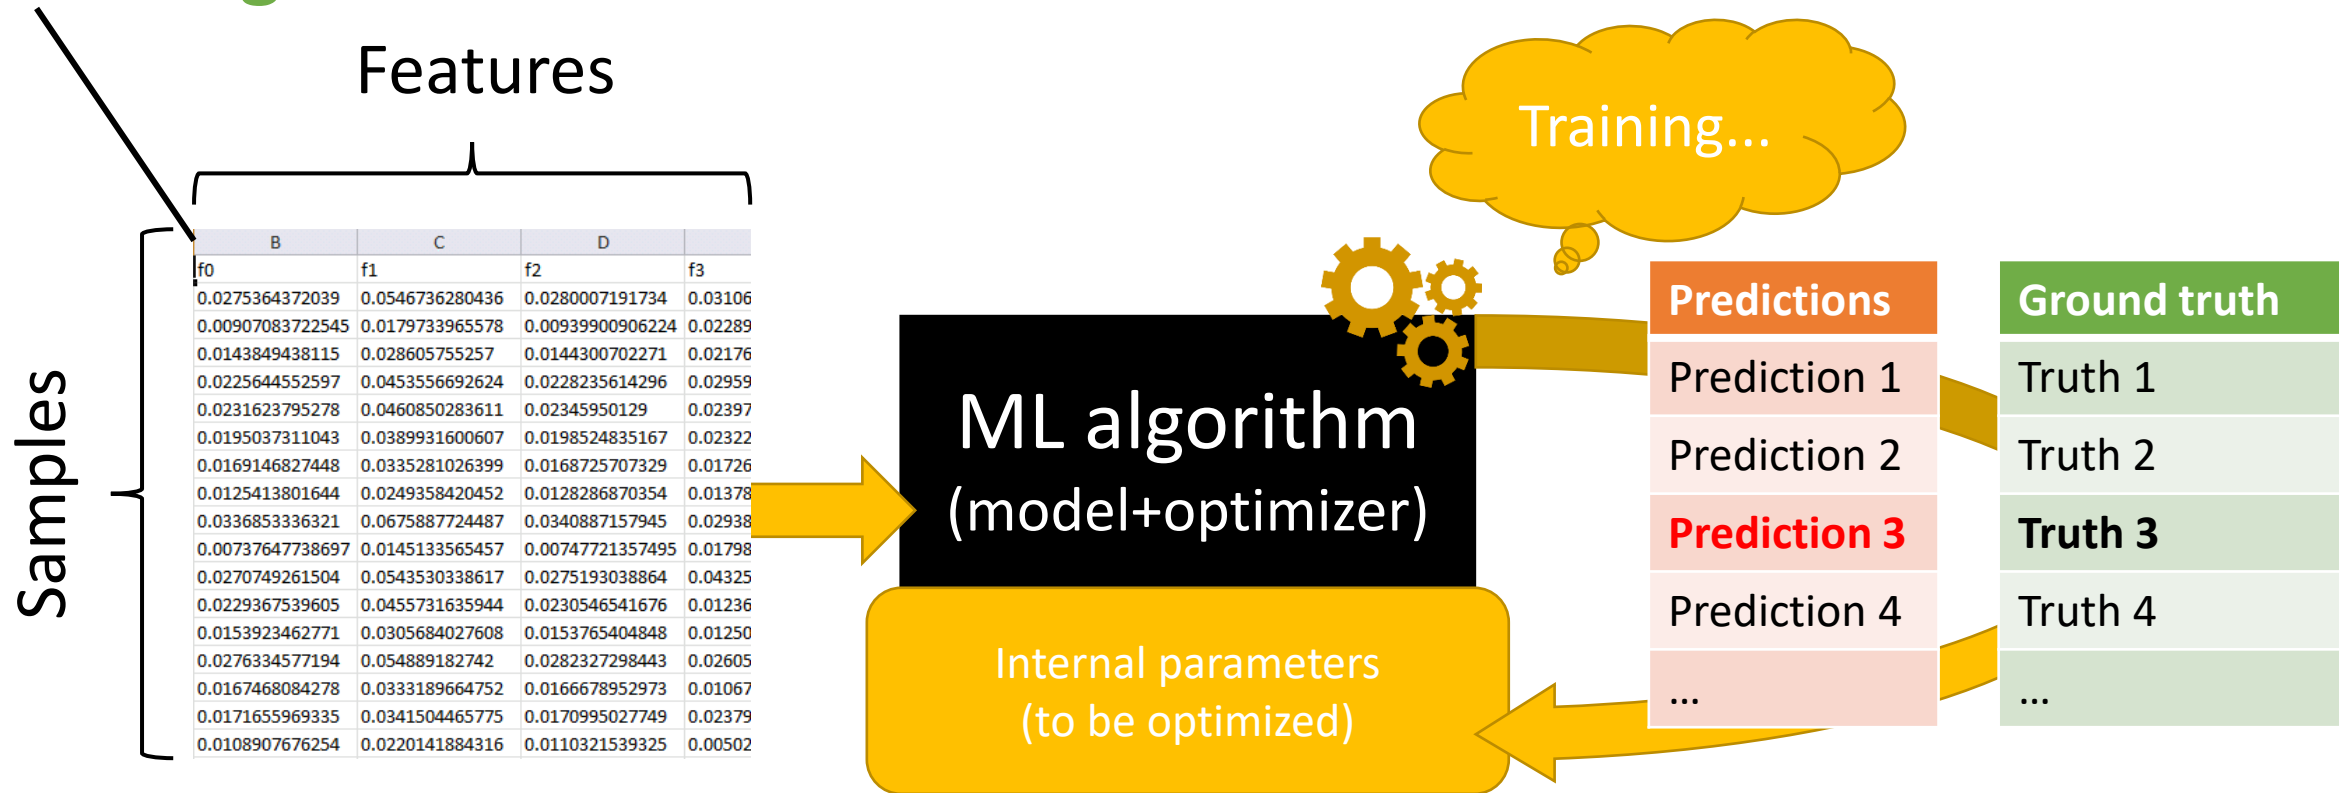 Features
Training...
Samples
B C D
f0 f1 f2 f3
0.0275364372039 0.0546736280436 0.0280007191734 0.03106
0.00907083722545 0.0179733965578 0.00939900906224 0.02289
0.0143849438115 0.028605755257 0.0144300702271 0.02176
0.0225644552597 0.0453556692624 0.0228235614296 0.02959
0.0231623795278 0.0460850283611 0.02345950129 0.02397
0.0195037311043 0.0389931600607 0.0198524835167 0.02322
0.0169146827448 0.0335281026399 0.0168725707329 0.01726
0.0125413801644 0.0249358420452 0.0128286870354 0.01378
0.0336853336321 0.0675887724487 0.0340887157945 0.02938
0.00737647738697 0.0145133565457 0.00747721357495 0.01798
0.0270749261504 0.0543530338617 0.0275193038864 0.04325
0.0229367539605 0.0455731635944 0.0230546541676 0.01236
0.0153923462771 0.0305684027608 0.0153765404848 0.01250
0.0276334577194 0.054889182742 0.0282327298443 0.02605
0.0167468084278 0.0333189664752 0.0166678952973 0.01067
0.0171655969335 0.0341504465775 0.0170995027749 0.02379
0.0108907676254 0.0220141884316 0.0110321539325 0.00502
ML algorithm
(model+optimizer)
Internal parameters
(to be optimized)
Predictions Ground truth
Prediction 1 Truth 1
Prediction 2 Truth 2
Prediction 3 Truth 3
Prediction 4 Truth 4
... ...